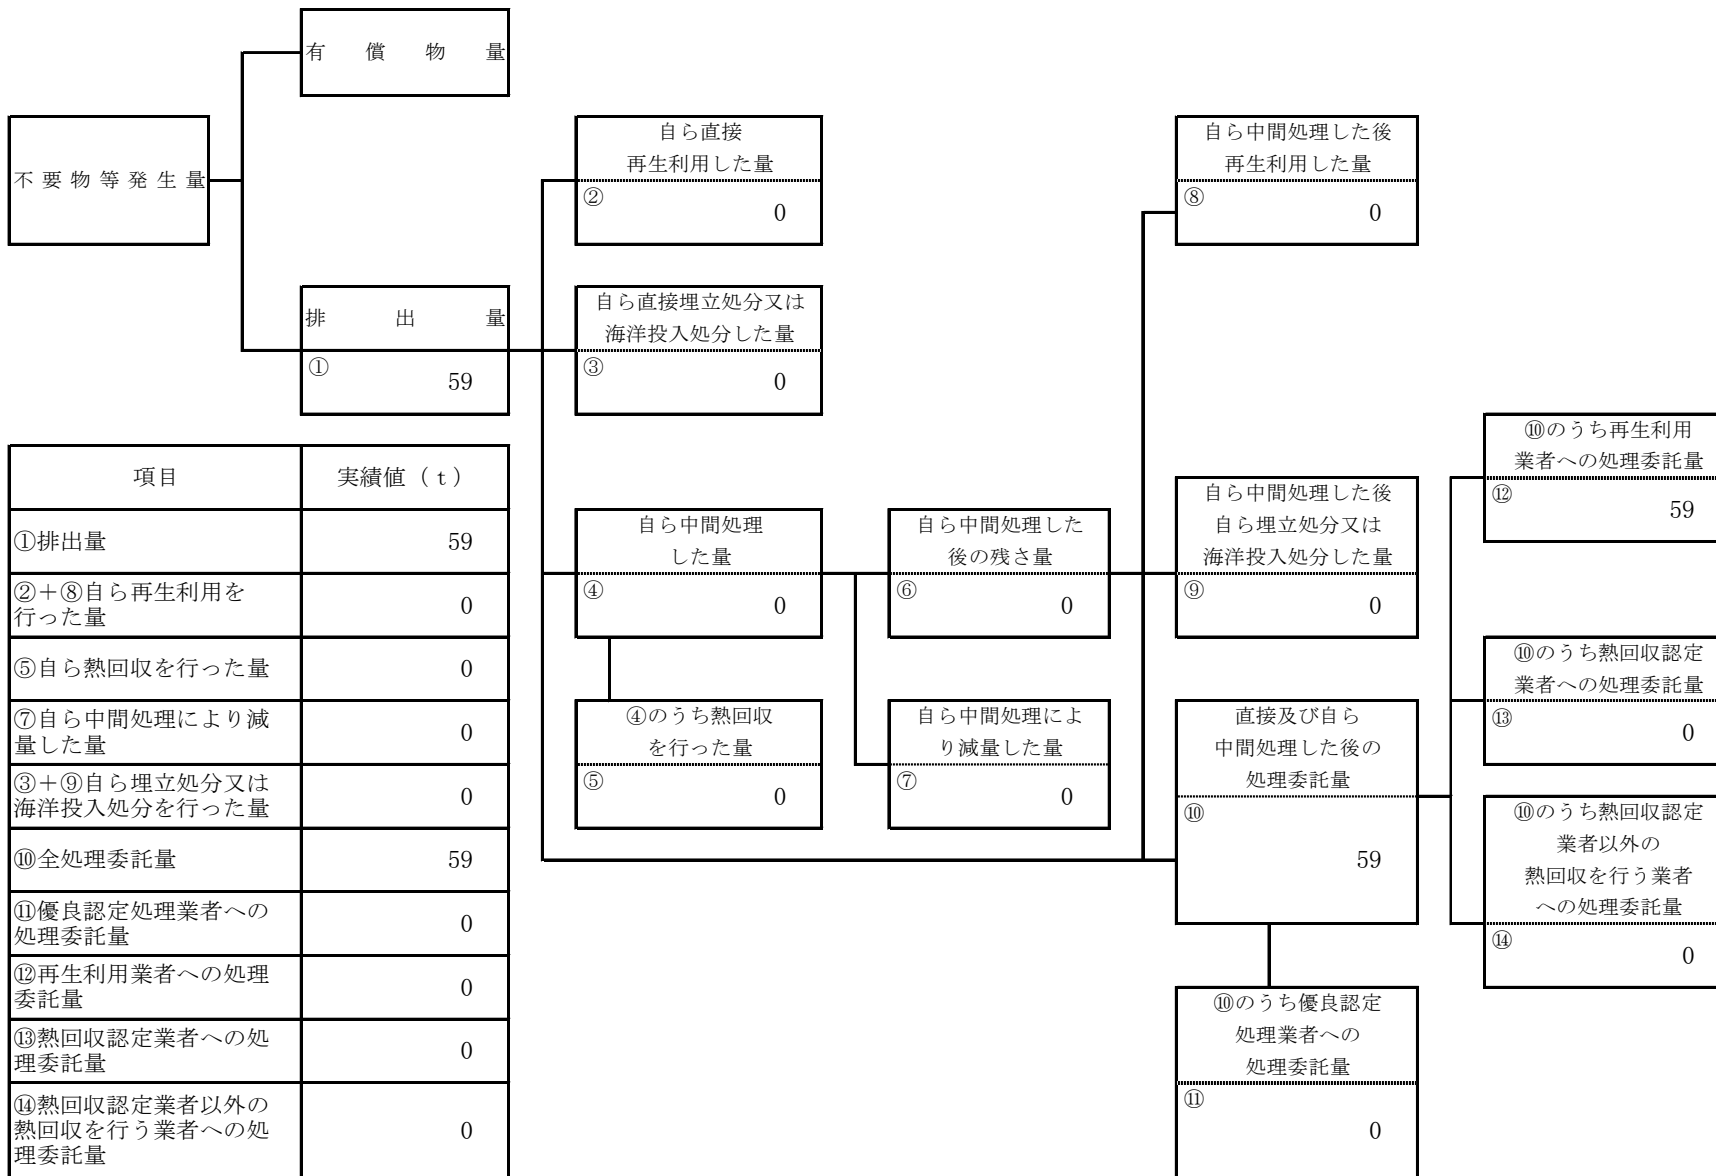 有償物量
不要物等発生量
自ら直接
再生利用した量
②
0
自ら中間処理した後
再生利用した量
⑧
0
排出量
①
59
自ら直接埋立処分又は
海洋投入処分した量
③
0
項目
実績値（ｔ）
①排出量
59
②＋⑧自ら再生利用を
行った量
0
⑤自ら熱回収を行った量
0
⑦自ら中間処理により減
量した量
0
③＋⑨自ら埋立処分又は
海洋投入処分を行った量
0
⑩全処理委託量
59
⑪優良認定処理業者への
処理委託量
0
⑫再生利用業者への処理
委託量
0
⑬熱回収認定業者への処
理委託量
0
⑭熱回収認定業者以外の
熱回収を行う業者への処
理委託量
0
自ら中間処理
した量
④
0
④のうち熱回収
を行った量
⑤
0
自ら中間処理した
後の残さ量
⑥
0
自ら中間処理によ
り減量した量
⑦
0
自ら中間処理した後
自ら埋立処分又は
海洋投入処分した量
⑨
0
直接及び自ら
中間処理した後の
処理委託量
⑩
59
⑩のうち優良認定
処理業者への
処理委託量
⑪
0
⑩のうち再生利用
業者への処理委託量
⑫
59
⑩のうち熱回収認定
業者への処理委託量
⑬
0
⑩のうち熱回収認定
業者以外の
熱回収を行う業者
への処理委託量
⑭
0